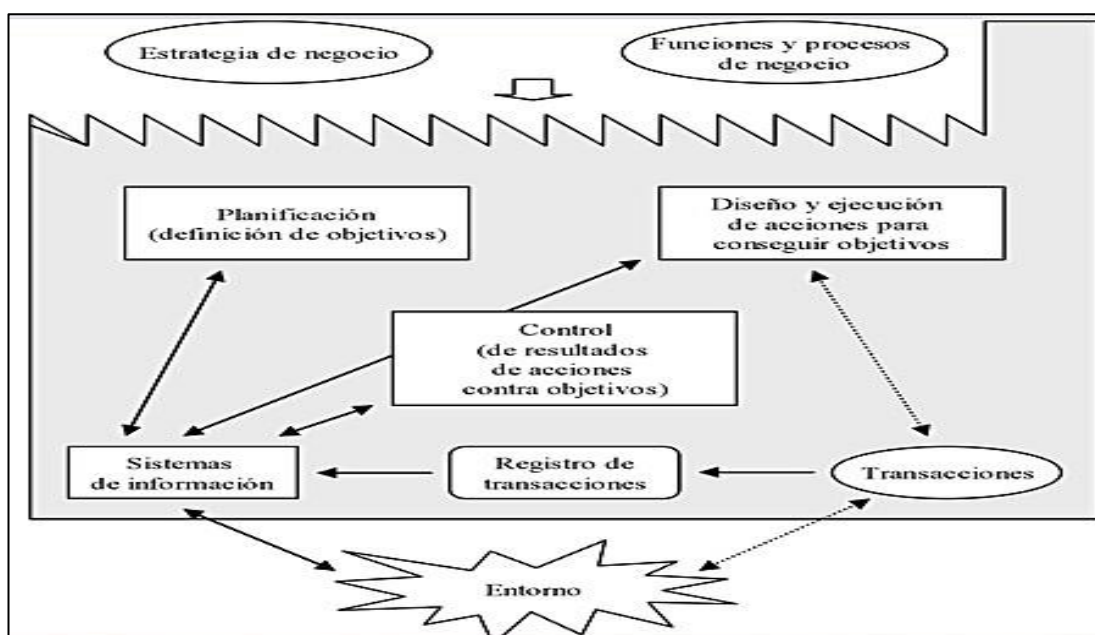 Estrategia de negocio
Funciones y procesos
de negocio
Planificación
(definición de objetivos)
Diseño y ejecución
de acciones para
conseguir objetivos
Control
(de resultados
de acciones
contra objetivos)
Sistemas
de información
Registro de
transacciones
Transacciones
Entorno